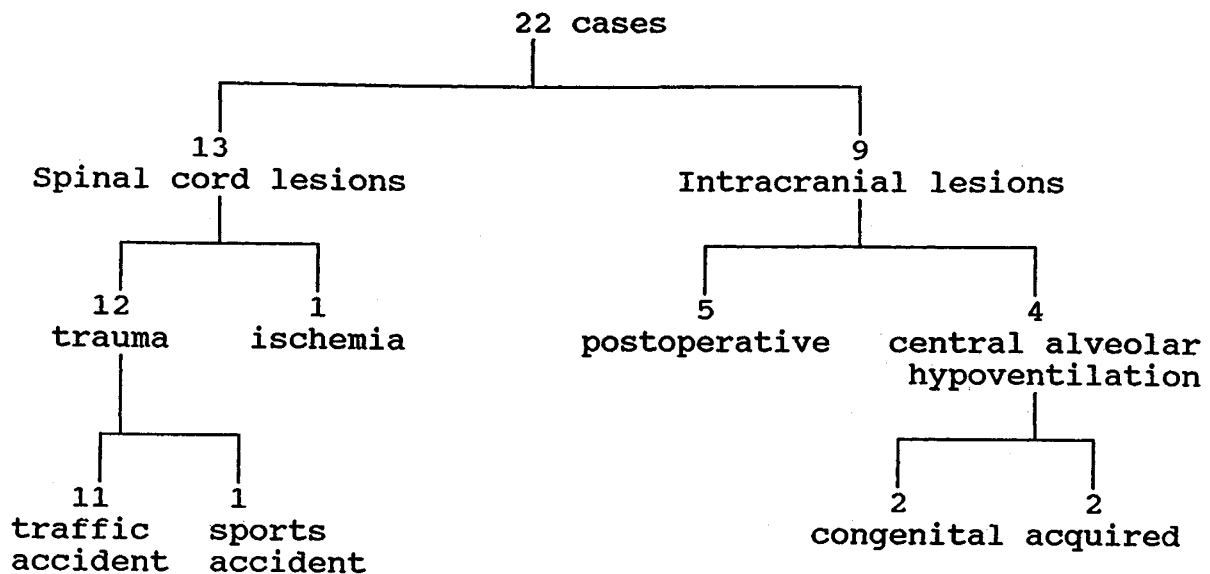 22 cases
13
Spinal cord lesions
9
Intracranial lesions
12
trauma
1
ischemia
5
postoperative
4
central alveolar
hypoventilation
11
traffic
accident
1
sports
accident
2
congenital
2
acquired